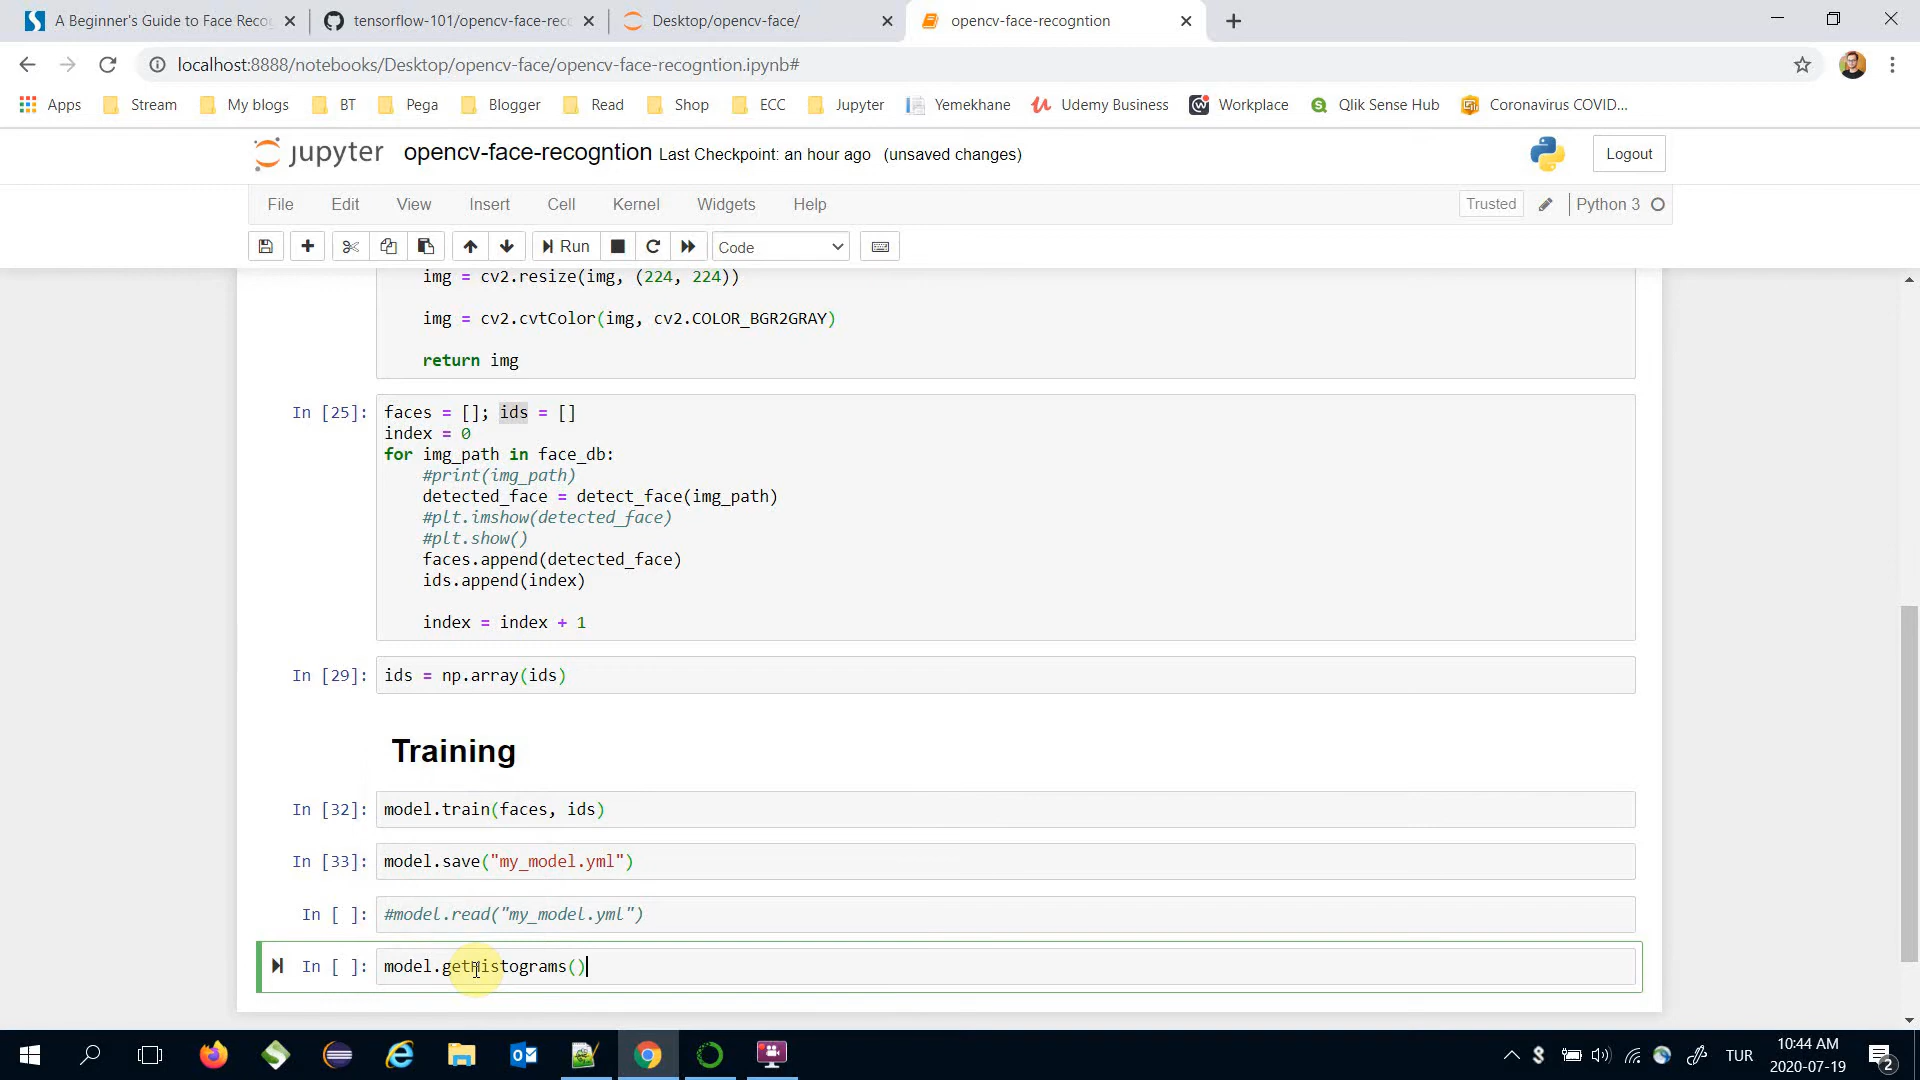 A Beginner's Guide to Face Reco
tensorflow-101/opencv-face-rec
Desktop/opencv-face/
opencv-face-recogntion
localhost:8888/notebooks/Desktop/opencv-face/opencv-face-recogntion.ipynb#
Apps
Stream
My blogs
BT
Pega
Blogger
Read
Shop
ECC
Jupyter
Yemekhane
Udemy Business
Workplace
Qlik Sense Hub
Coronavirus COVID...
jupyter opencv-face-recogntion Last Checkpoint: an hour ago (unsaved changes)
Logout
File Edit View Insert Cell Kernel Widgets Help
Trusted
Python 3
Run
Code
img = cv2.resize(img, (224, 224))
img = cv2.cvtColor(img, cv2.COLOR_BGR2GRAY)
return img
In [25]: faces = []; ids = []
index = 0
for img_path in face_db:
#print(img_path)
detected_face = detect_face(img_path)
#plt.imshow(detected_face)
#plt.show()
faces.append(detected_face)
ids.append(index)
index = index + 1
In [29]: ids = np.array(ids)
Training
In [32]: model.train(faces, ids)
In [33]: model.save("my_model.yml")
In [ ]: #model.read("my_model.yml")
In [ ]: model.getHistograms()
TUR
10:44 AM
2020-07-19
2